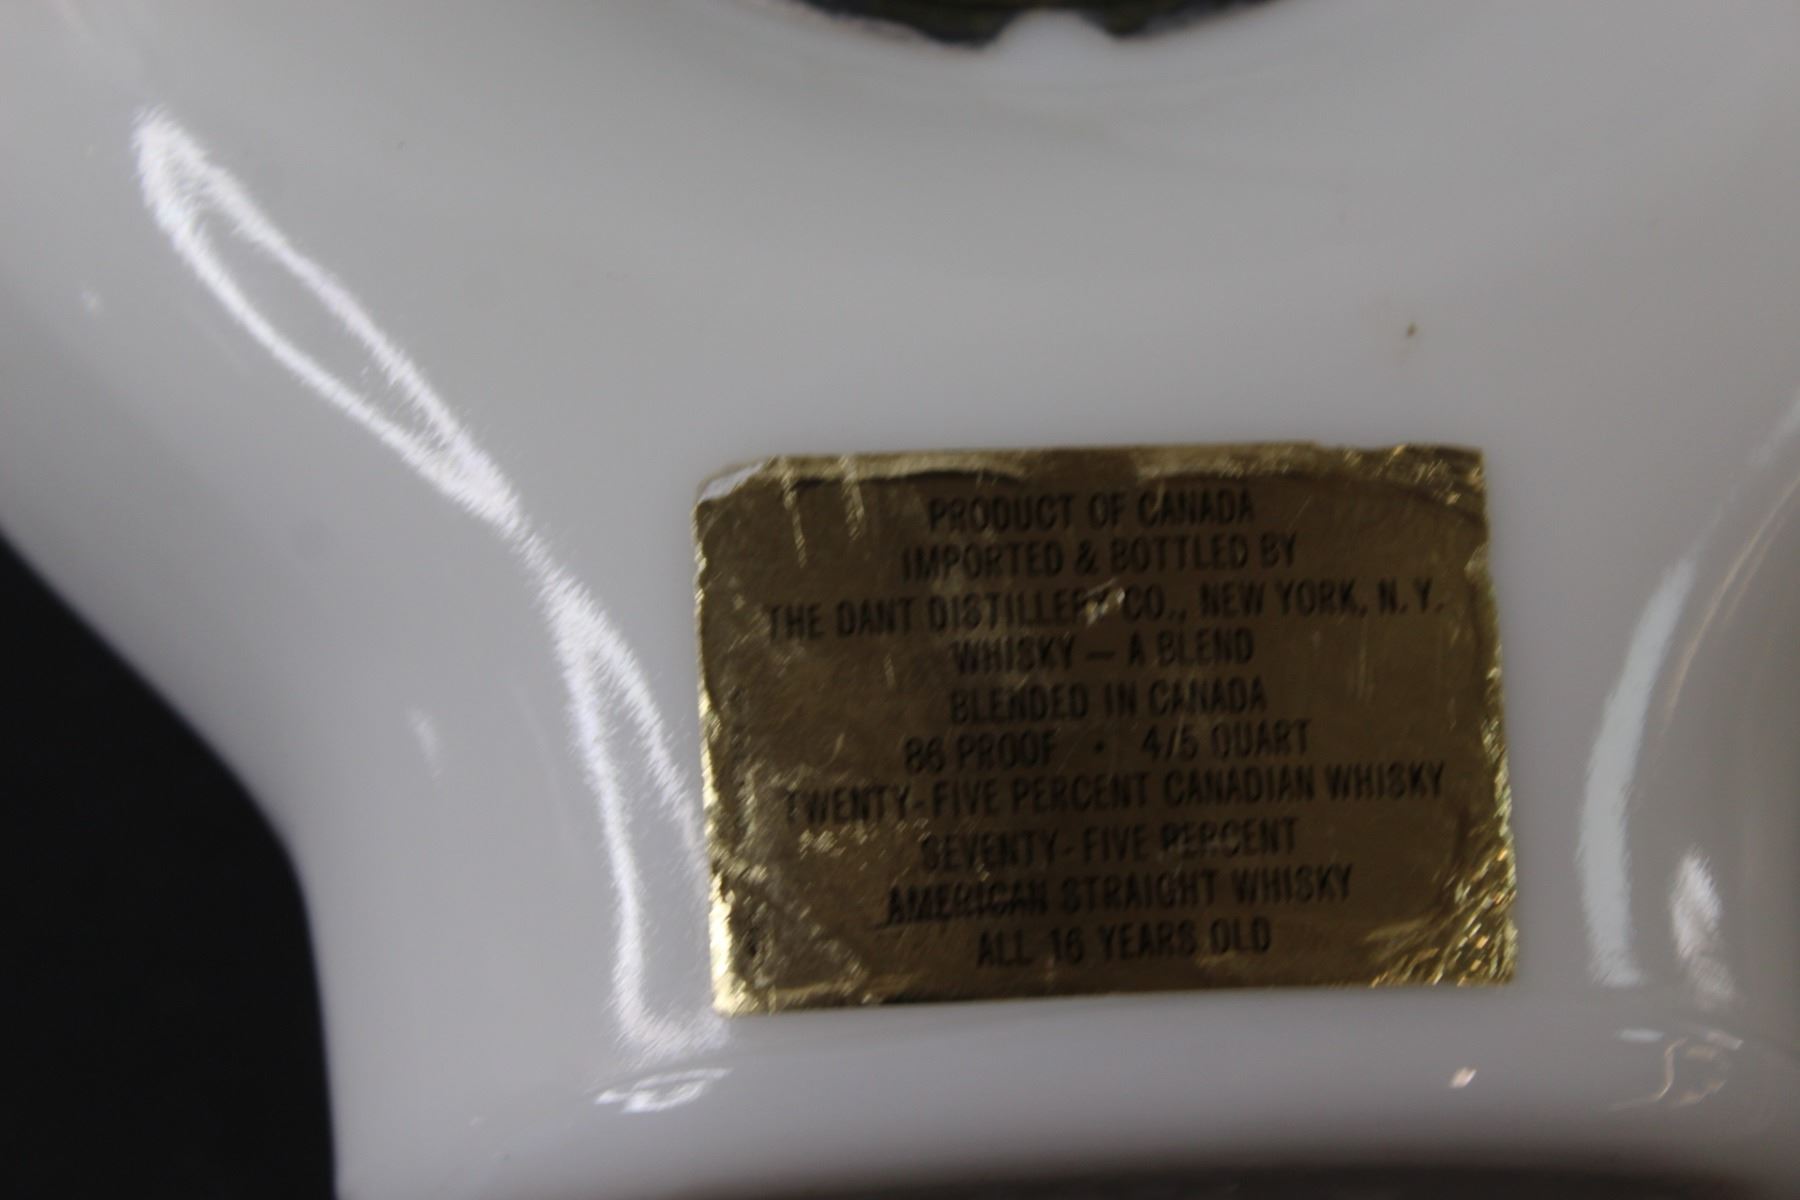 PRODUCT OF CANADA
IMPORTED & BOTTLED BY
THE DANT DISTILLERY CO., NEW YORK, N.Y.
WHISKY — A BLEND
BLENDED IN CANADA
86 PROOF • 4/5 QUART
TWENTY-FIVE PERCENT CANADIAN WHISKY
SEVENTY-FIVE PERCENT
AMERICAN STRAIGHT WHISKY
ALL 16 YEARS OLD